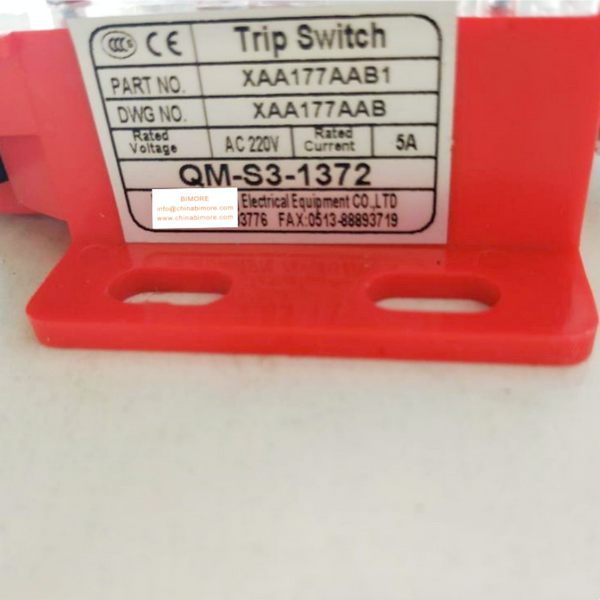 CCC S CE Trip Switch
PART NO. XAA177AAB1
DWG NO. XAA177AAB
Rated Voltage AC 220V Rated Current 5A
QM-S3-1372
BIMORE
info@chinabimore.com
www.chinabimore.com
Electrical Equipment CO.,LTD
3776 FAX:0513-88893719